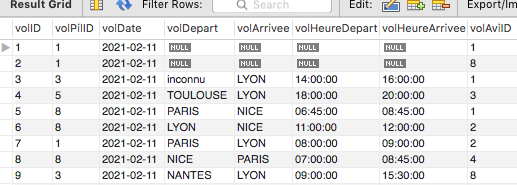 Result Grid Filter Rows: Search Edit: Export/Im
volID volPilID volDate volDepart volArrivee volHeureDepart volHeureArrivee volAviID
1 1 2021-02-11 NULL NULL NULL NULL 1
2 1 2021-02-11 NULL NULL NULL NULL 8
3 3 2021-02-11 inconnu LYON 14:00:00 16:00:00 1
4 5 2021-02-11 TOULOUSE LYON 18:00:00 20:00:00 3
5 8 2021-02-11 PARIS NICE 06:45:00 08:45:00 1
6 8 2021-02-11 LYON NICE 11:00:00 12:00:00 2
7 1 2021-02-11 PARIS LYON 08:00:00 09:00:00 2
8 8 2021-02-11 NICE PARIS 07:00:00 08:45:00 4
9 3 2021-02-11 NANTES LYON 09:00:00 15:30:00 8